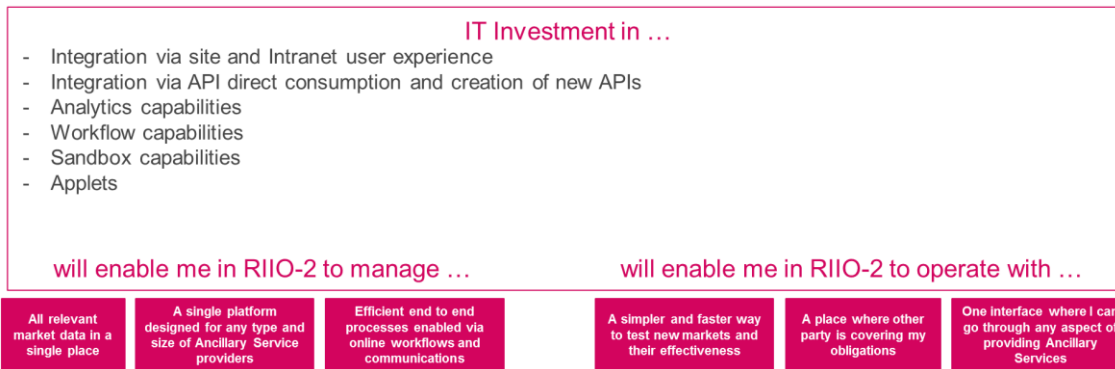 IT Investment in …
- Integration via site and Intranet user experience
- Integration via API direct consumption and creation of new APIs
- Analytics capabilities
- Workflow capabilities
- Sandbox capabilities
- Applets
will enable me in RIIO-2 to manage …
will enable me in RIIO-2 to operate with …
All relevant
market data in a
single place
A single platform
designed for any type and
size of Ancillary Service
providers
Efficient end to end
processes enabled via
online workflows and
communications
A simpler and faster way
to test new markets and
their effectiveness
A place where other
party is covering my
obligations
One interface where I can
go through any aspect of
providing Ancillary
Services